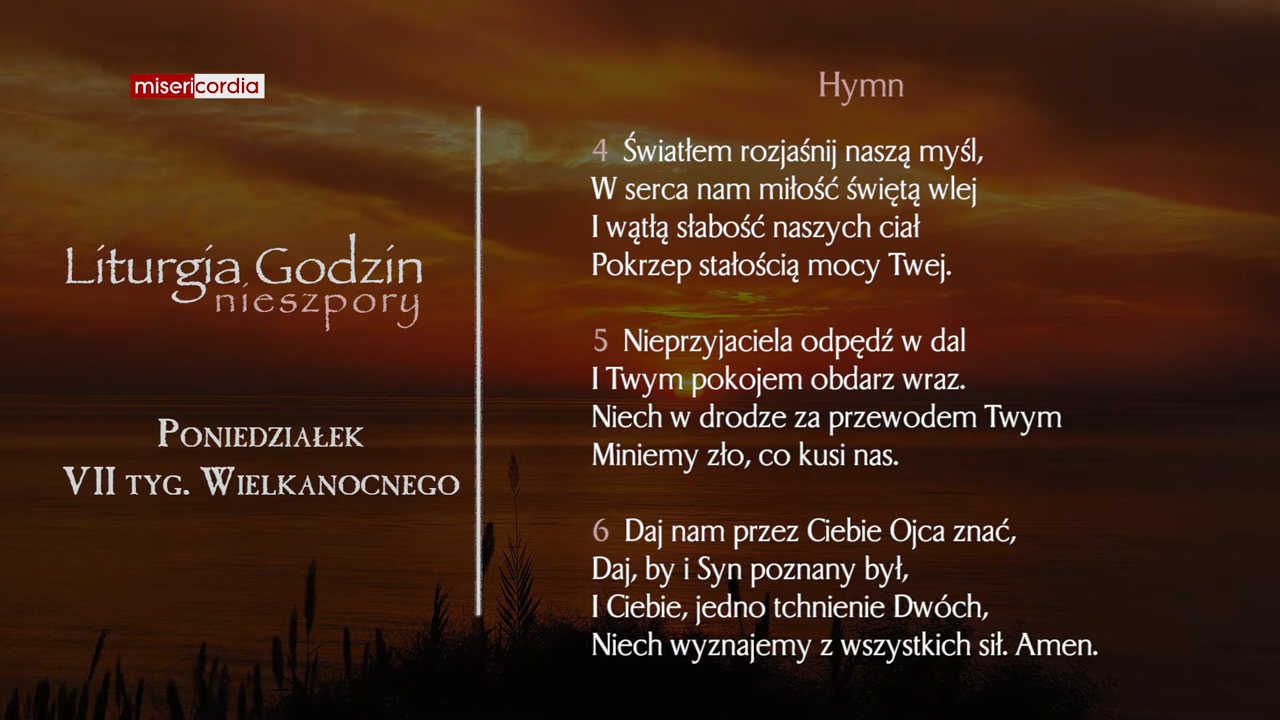 misericordia
Liturgia Godzin
nieszpory
Poniedziałek
VII tyg. Wielkanocnego
Hymn
4 Światłem rozjaśnij naszą myśl,
W serca nam miłość świętą wlej
I wątłą słabość naszych ciał
Pokrzep stałością mocy Twej.
5 Nieprzyjaciela odpędź w dal
I Twym pokojem obdarz wraz.
Niech w drodze za przewodem Twym
Miniemy zło, co kusi nas.
6 Daj nam przez Ciebie Ojca znać,
Daj, by i Syn poznany był,
I Ciebie, jedno tchnienie Dwóch,
Niech wyznajemy z wszystkich sił. Amen.